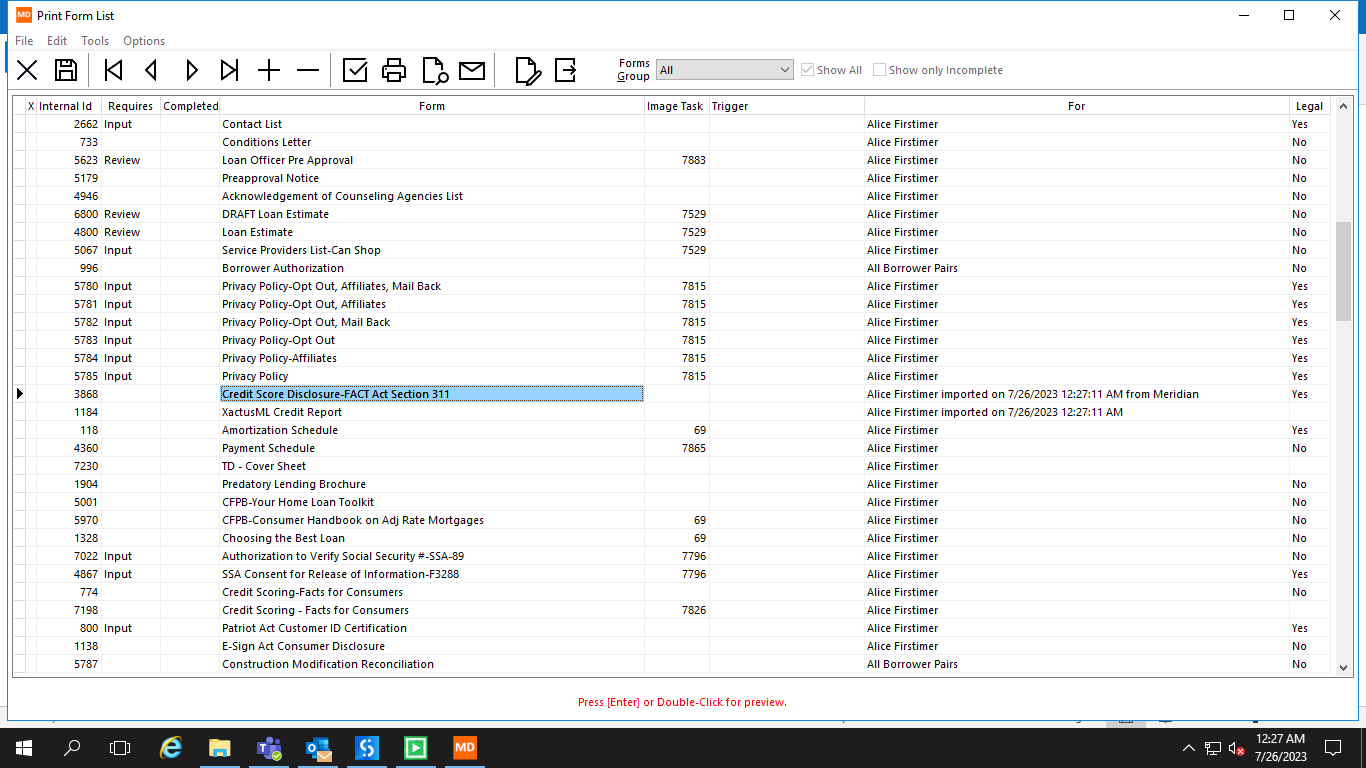 MD Print Form List
File Edit Tools Options
Forms Group All Show All Show only Incomplete
X Internal Id Requires Completed Form Image Task Trigger For Legal
2662 Input Contact List Alice Firstimer Yes
733 Conditions Letter Alice Firstimer No
5623 Review Loan Officer Pre Approval 7883 Alice Firstimer No
5179 Preapproval Notice Alice Firstimer No
4946 Acknowledgement of Counseling Agencies List Alice Firstimer No
6800 Review DRAFT Loan Estimate 7529 Alice Firstimer No
4800 Review Loan Estimate 7529 Alice Firstimer No
5067 Input Service Providers List-Can Shop 7529 Alice Firstimer No
996 Borrower Authorization All Borrower Pairs No
5780 Input Privacy Policy-Opt Out, Affiliates, Mail Back 7815 Alice Firstimer Yes
5781 Input Privacy Policy-Opt Out, Affiliates 7815 Alice Firstimer Yes
5782 Input Privacy Policy-Opt Out, Mail Back 7815 Alice Firstimer Yes
5783 Input Privacy Policy-Opt Out 7815 Alice Firstimer Yes
5784 Input Privacy Policy-Affiliates 7815 Alice Firstimer Yes
5785 Input Privacy Policy 7815 Alice Firstimer Yes
3868 Credit Score Disclosure-FACT Act Section 311 Alice Firstimer imported on 7/26/2023 12:27:11 AM from Meridian Yes
1184 XactusML Credit Report Alice Firstimer imported on 7/26/2023 12:27:11 AM
118 Amortization Schedule 69 Alice Firstimer Yes
4360 Payment Schedule 7865 Alice Firstimer No
7230 TD - Cover Sheet Alice Firstimer
1904 Predatory Lending Brochure Alice Firstimer No
5001 CFPB-Your Home Loan Toolkit Alice Firstimer No
5970 CFPB-Consumer Handbook on Adj Rate Mortgages 69 Alice Firstimer No
1328 Choosing the Best Loan 69 Alice Firstimer No
7022 Input Authorization to Verify Social Security #-SSA-89 7796 Alice Firstimer No
4867 Input SSA Consent for Release of Information-F3288 7796 Alice Firstimer Yes
774 Credit Scoring-Facts for Consumers Alice Firstimer No
7198 Credit Scoring - Facts for Consumers 7826 Alice Firstimer
800 Input Patriot Act Customer ID Certification Alice Firstimer Yes
1138 E-Sign Act Consumer Disclosure Alice Firstimer No
5787 Construction Modification Reconciliation All Borrower Pairs No
Press [Enter] or Double-Click for preview.
MD
12:27 AM
7/26/2023